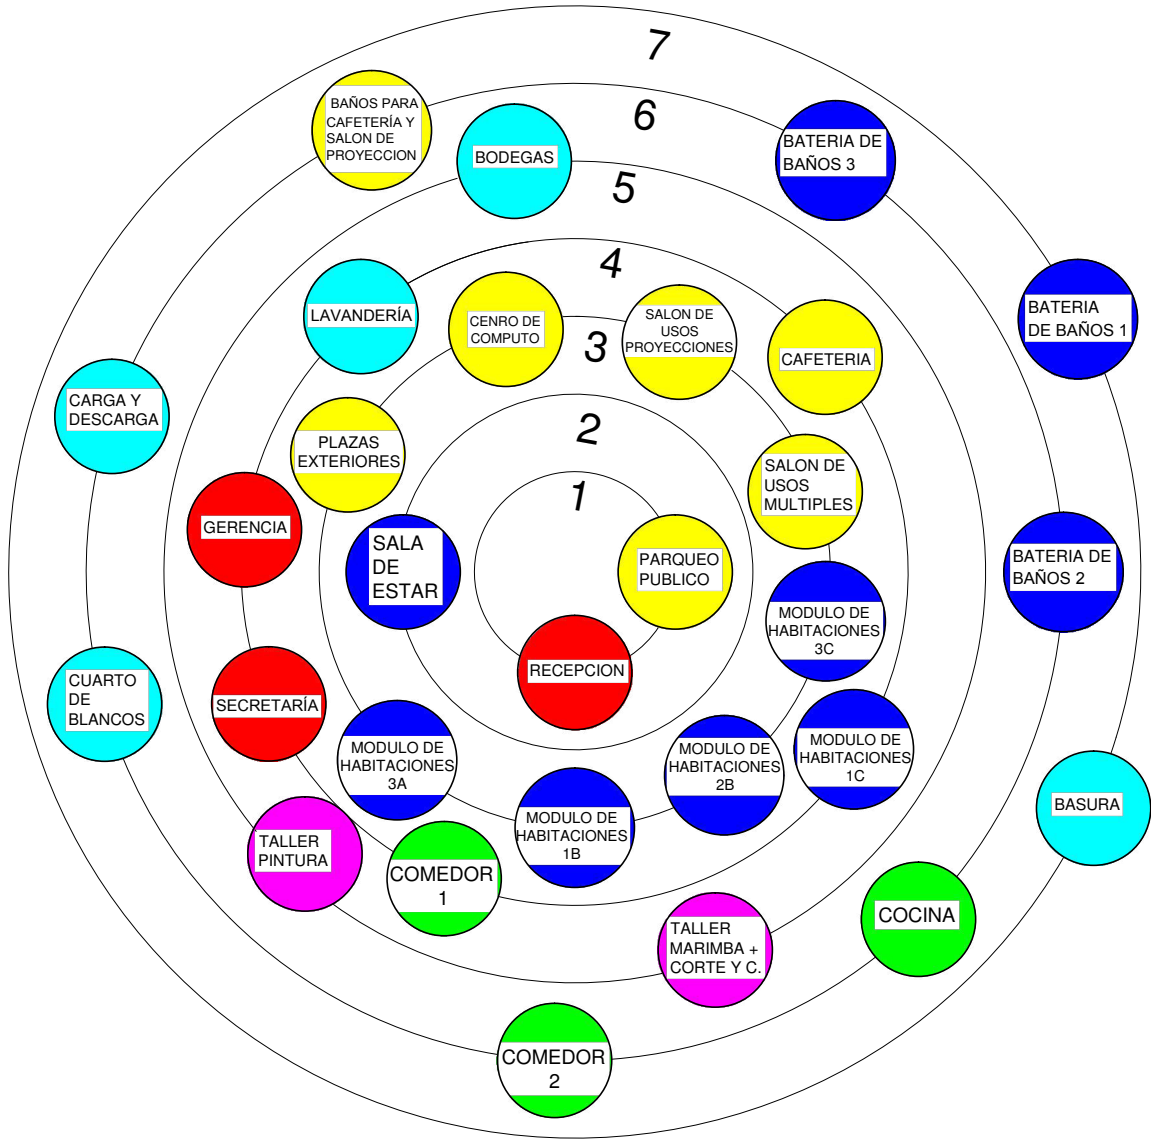 7
6
5
4
3
2
1
BAÑOS PARA
CAFETERÍA Y
SALON DE
PROYECCION
BODEGAS
BATERIA DE
BAÑOS 3
LAVANDERÍA
CENRO DE
COMPUTO
SALON DE
USOS
PROYECCIONES
CAFETERIA
BATERIA
DE BAÑOS 1
CARGA Y
DESCARGA
PLAZAS
EXTERIORES
SALON DE
USOS
MULTIPLES
GERENCIA
SALA
DE
ESTAR
PARQUEO
PUBLICO
BATERIA DE
BAÑOS 2
MODULO DE
HABITACIONES
3C
RECEPCION
CUARTO
DE
BLANCOS
SECRETARÍA
MODULO DE
HABITACIONES
3A
MODULO DE
HABITACIONES
2B
MODULO DE
HABITACIONES
1C
MODULO DE
HABITACIONES
1B
BASURA
TALLER
PINTURA
COMEDOR
1
TALLER
MARIMBA +
CORTE Y C.
COCINA
COMEDOR
2